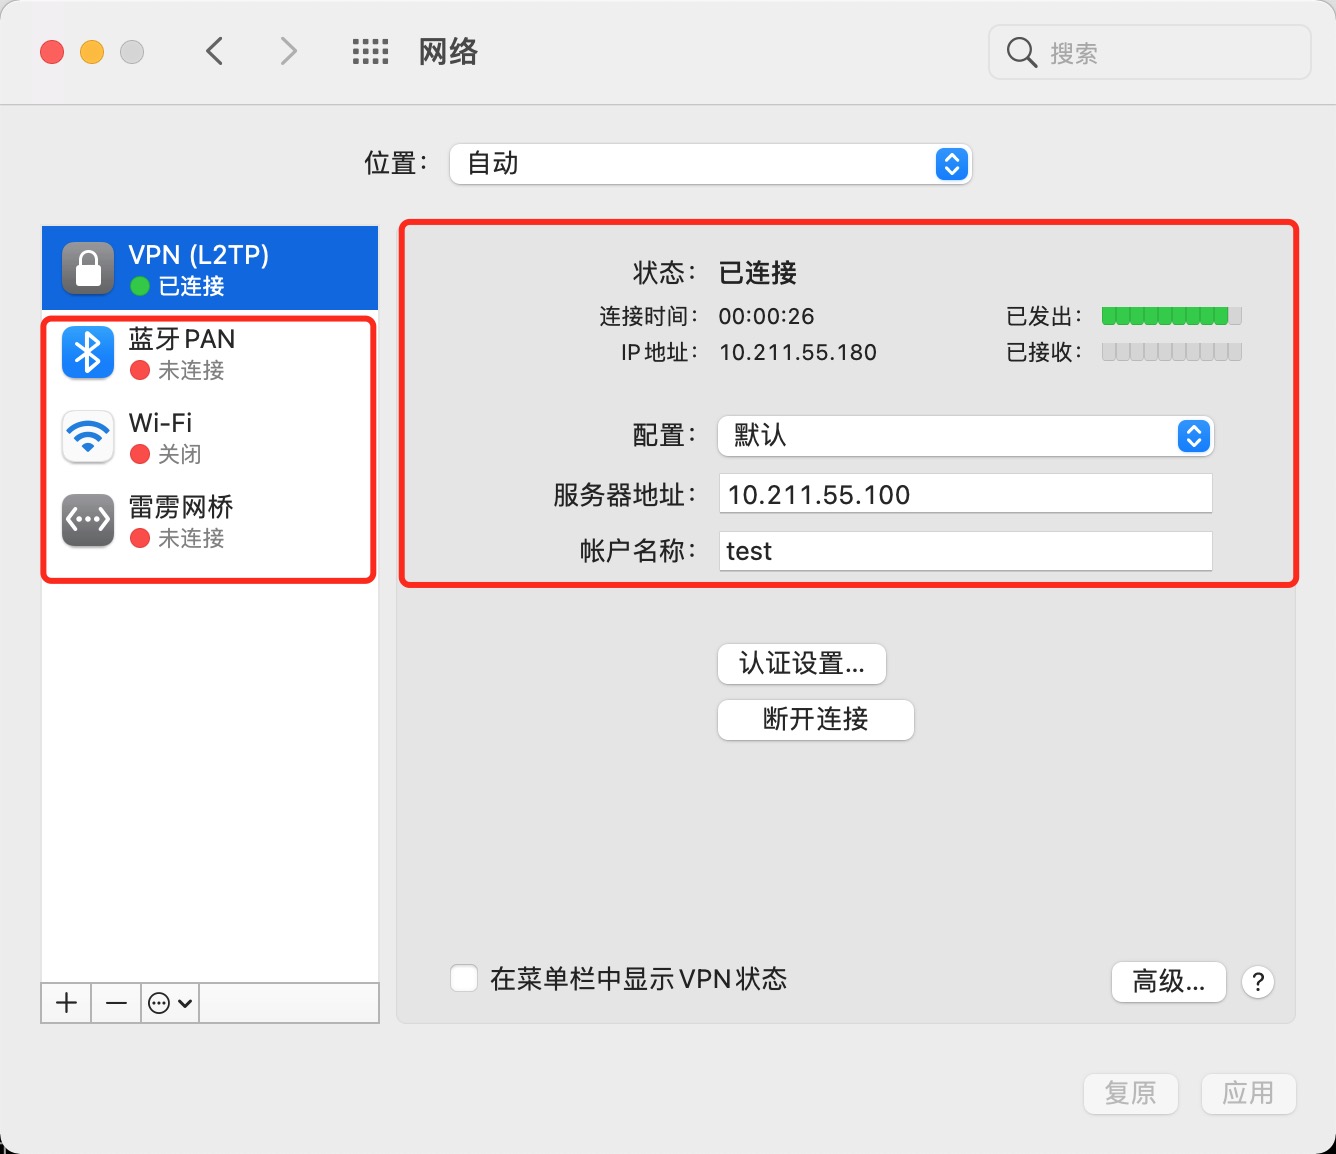 网络
搜索
位置： 自动
VPN (L2TP)
已连接
蓝牙 PAN
未连接
Wi-Fi
关闭
雷雳网桥
未连接
状态： 已连接
连接时间： 00:00:26 已发出：
IP 地址： 10.211.55.180 已接收：
配置： 默认
服务器地址： 10.211.55.100
帐户名称： test
认证设置...
断开连接
在菜单栏中显示 VPN 状态
高级... ?
复原 应用